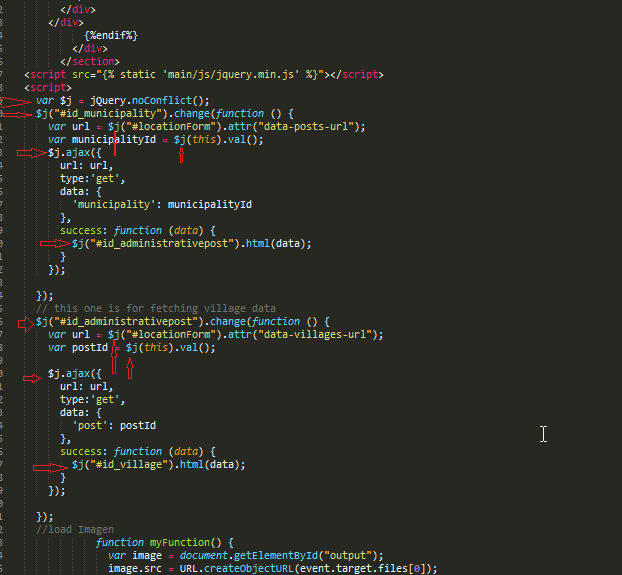 </div>
</div>
{%endif%}
</div>
</section>
<script src="{% static 'main/js/jquery.min.js' %}"></script>
<script>
var $j = jQuery.noConflict();
$j("#id_municipality").change(function () {
var url = $j("#locationForm").attr("data-posts-url");
var municipalityId = $j(this).val();
$j.ajax({
url: url,
type:'get',
data: {
'municipality': municipalityId
},
success: function (data) {
$j("#id_administrativepost").html(data);
}
});
});
// this one is for fetching village data
$j("#id_administrativepost").change(function () {
var url = $j("#locationForm").attr("data-villages-url");
var postId = $j(this).val();
$j.ajax({
url: url,
type:'get',
data: {
'post': postId
},
success: function (data) {
$j("#id_village").html(data);
}
});
});
//load Imagen
function myFunction() {
var image = document.getElementById("output");
image.src = URL.createObjectURL(event.target.files[0]);